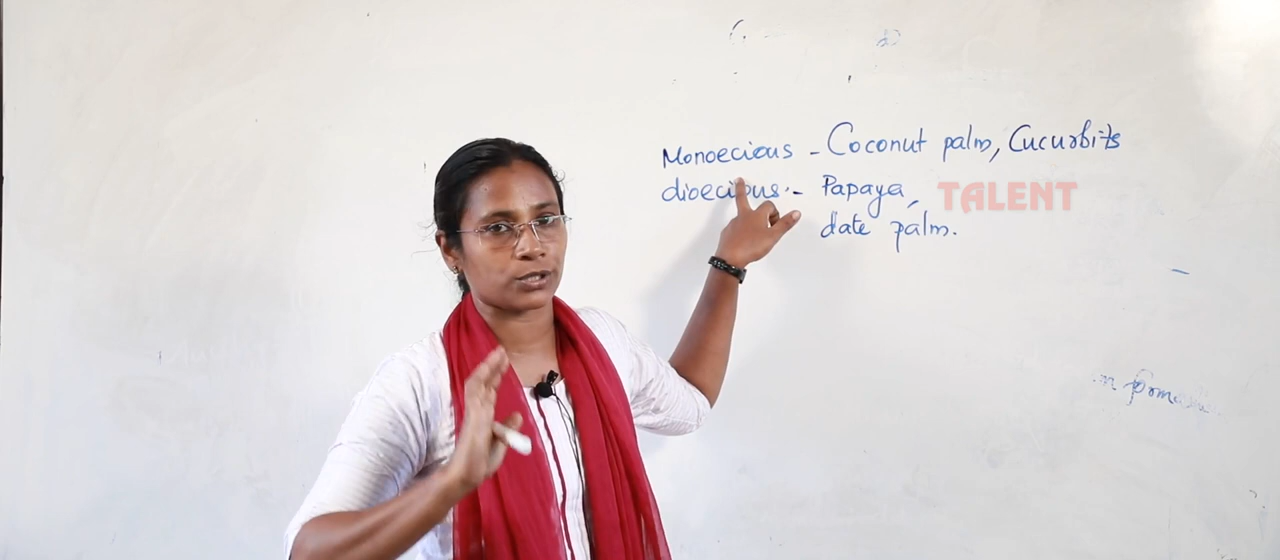 Monoecious - Coconut palm, Cucurbits
dioecious :- Papaya,
TALENT
date palm.